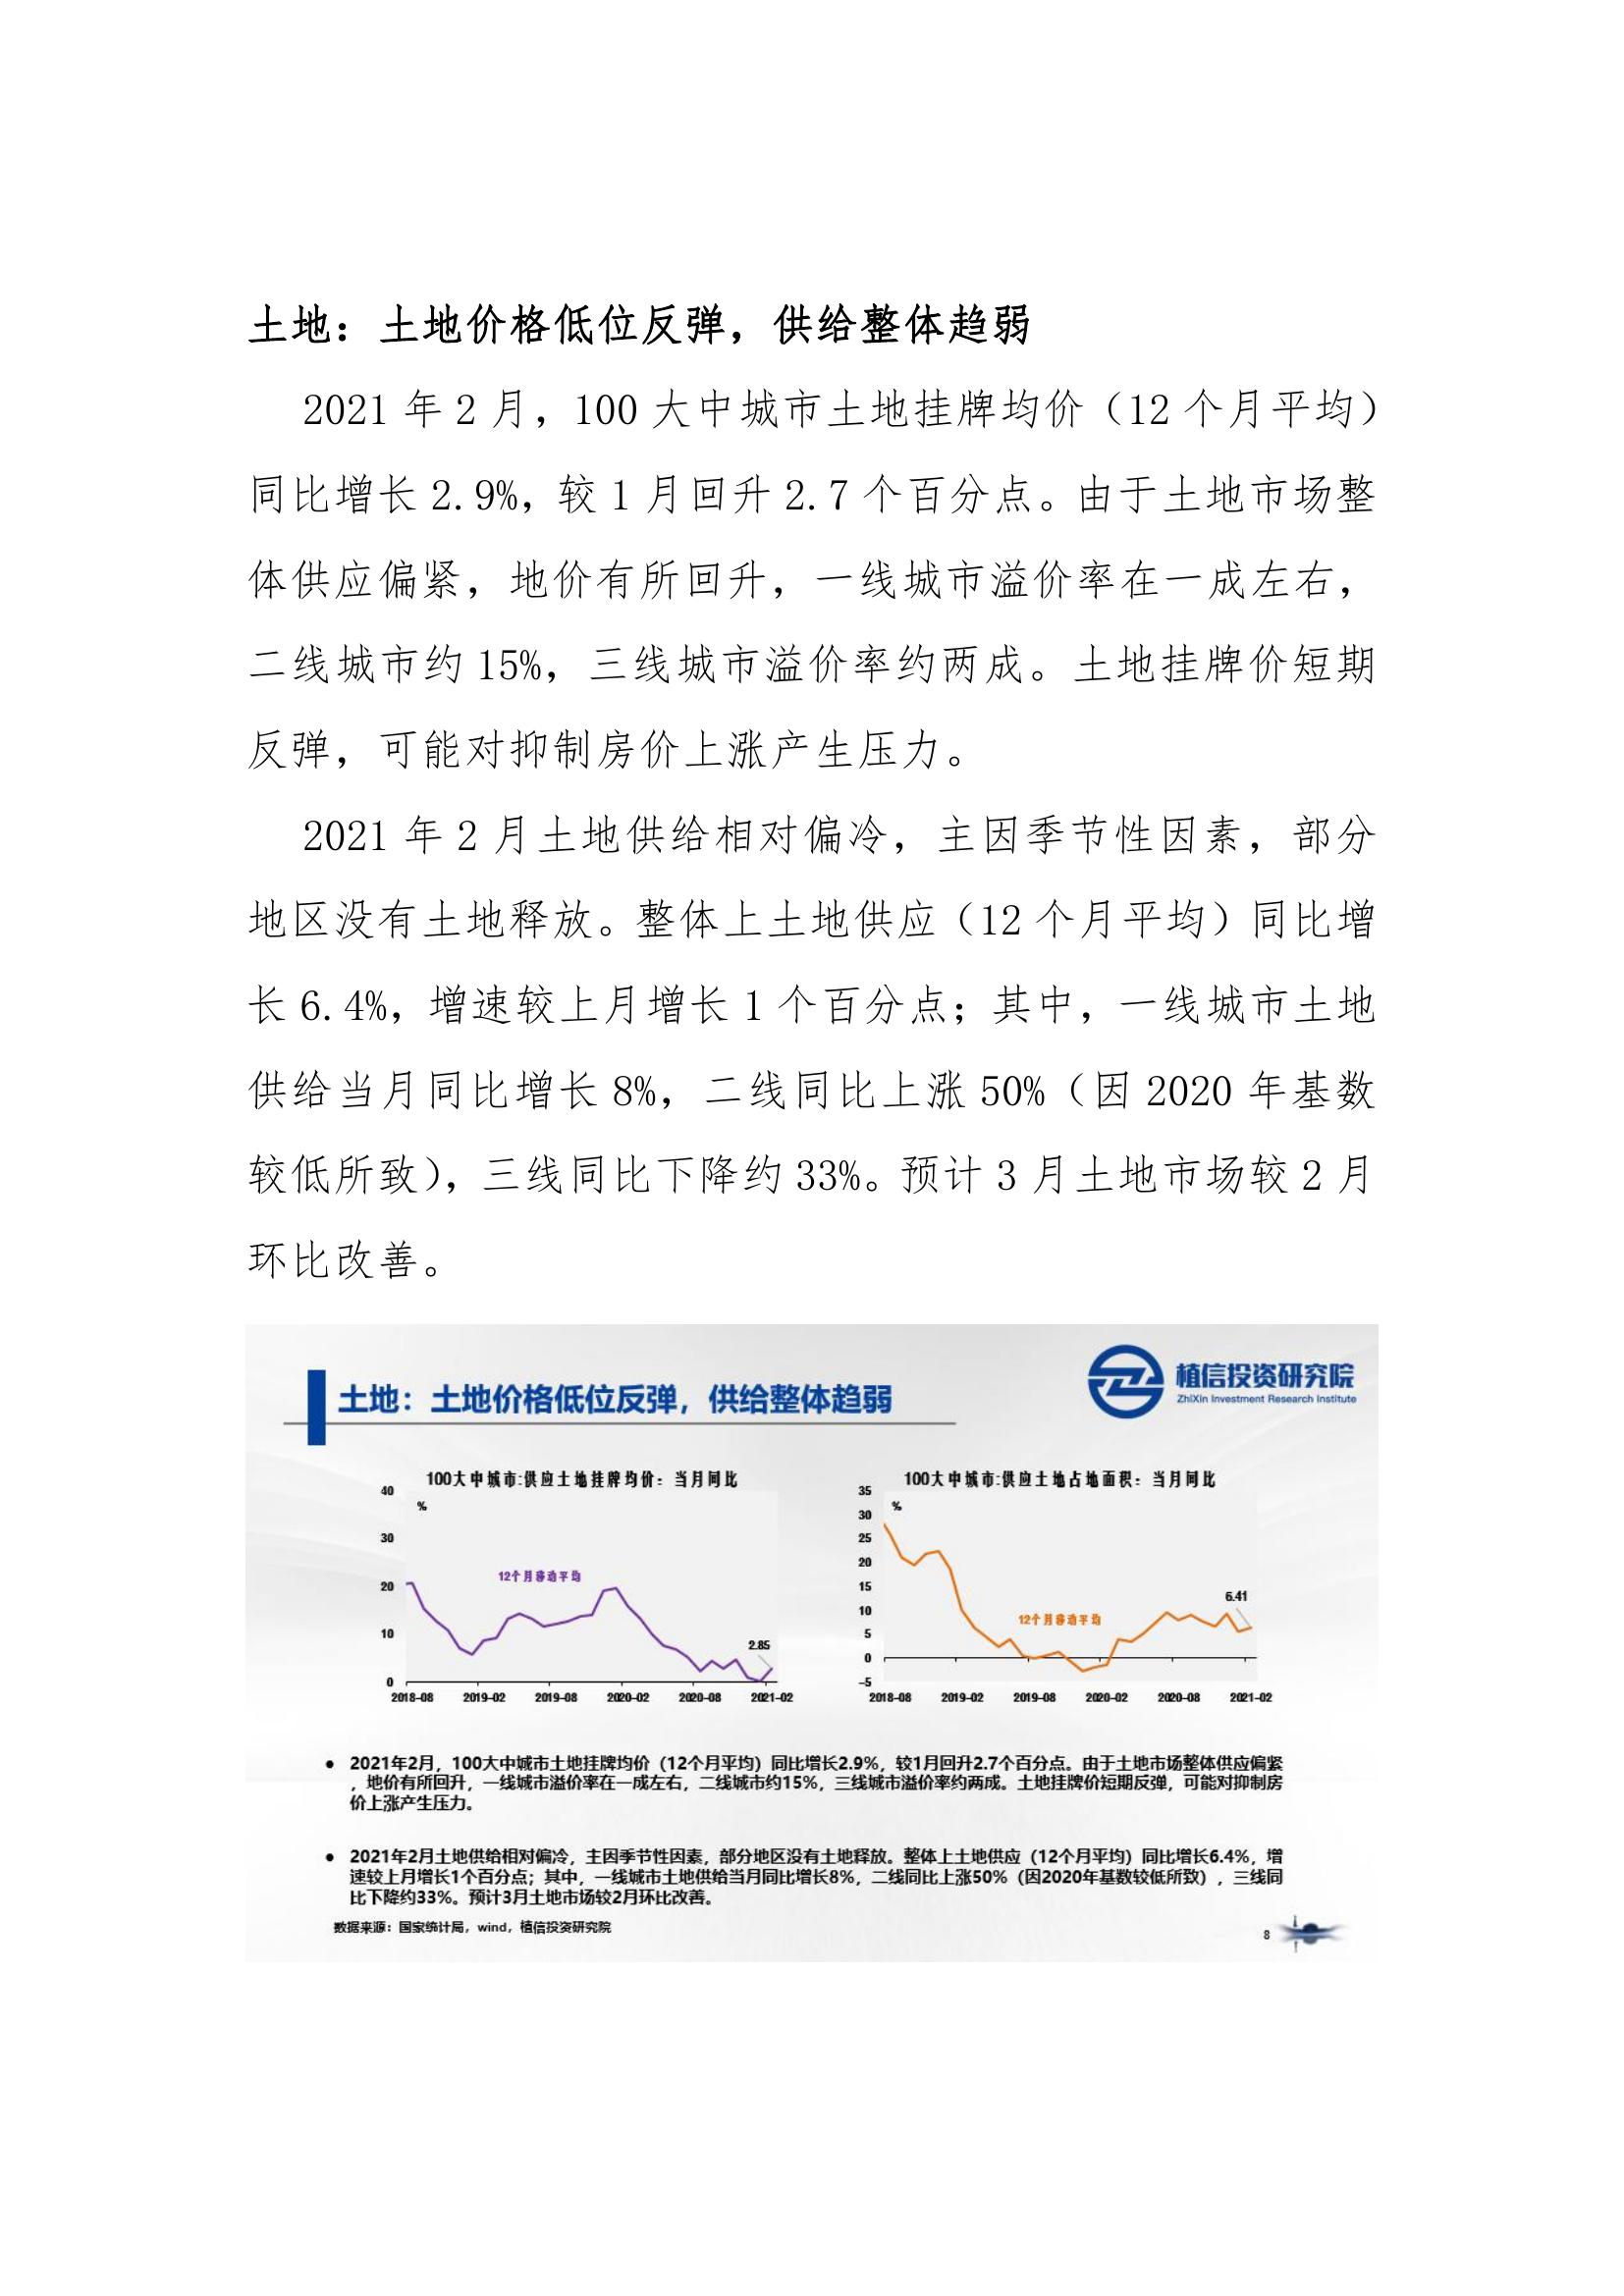 土地：土地价格低位反弹，供给整体趋弱
2021 年 2 月，100 大中城市土地挂牌均价（12 个月平均）
同比增长 2.9%，较 1 月回升 2.7 个百分点。由于土地市场整
体供应偏紧，地价有所回升，一线城市溢价率在一成左右，
二线城市约 15%，三线城市溢价率约两成。土地挂牌价短期
反弹，可能对抑制房价上涨产生压力。
2021 年 2 月土地供给相对偏冷，主因季节性因素，部分
地区没有土地释放。整体上土地供应（12 个月平均）同比增
长 6.4%，增速较上月增长 1 个百分点；其中，一线城市土地
供给当月同比增长 8%，二线同比上涨 50%（因 2020 年基数
较低所致），三线同比下降约 33%。预计 3 月土地市场较 2 月
环比改善。
植信投资研究院
ZhiXin Investment Research Institute
土地：土地价格低位反弹，供给整体趋弱
100大中城市:供应土地挂牌均价：当月同比
%
40
30
20
10
0
12个月移动平均
2.85
2018-08 2019-02 2019-08 2020-02 2020-08 2021-02
100大中城市:供应土地占地面积：当月同比
%
35
30
25
20
15
10
5
0
-5
12个月移动平均
6.41
2018-08 2019-02 2019-08 2020-02 2020-08 2021-02
● 2021年2月，100大中城市土地挂牌均价（12个月平均）同比增长2.9%，较1月回升2.7个百分点。由于土地市场整体供应偏紧
，地价有所回升，一线城市溢价率在一成左右，二线城市约15%，三线城市溢价率约两成。土地挂牌价短期反弹，可能对抑制房
价上涨产生压力。
● 2021年2月土地供给相对偏冷，主因季节性因素，部分地区没有土地释放。整体上土地供应（12个月平均）同比增长6.4%，增
速较上月增长1个百分点；其中，一线城市土地供给当月同比增长8%，二线同比上涨50%（因2020年基数较低所致），三线同
比下降约33%。预计3月土地市场较2月环比改善。
数据来源：国家统计局，wind，植信投资研究院
8